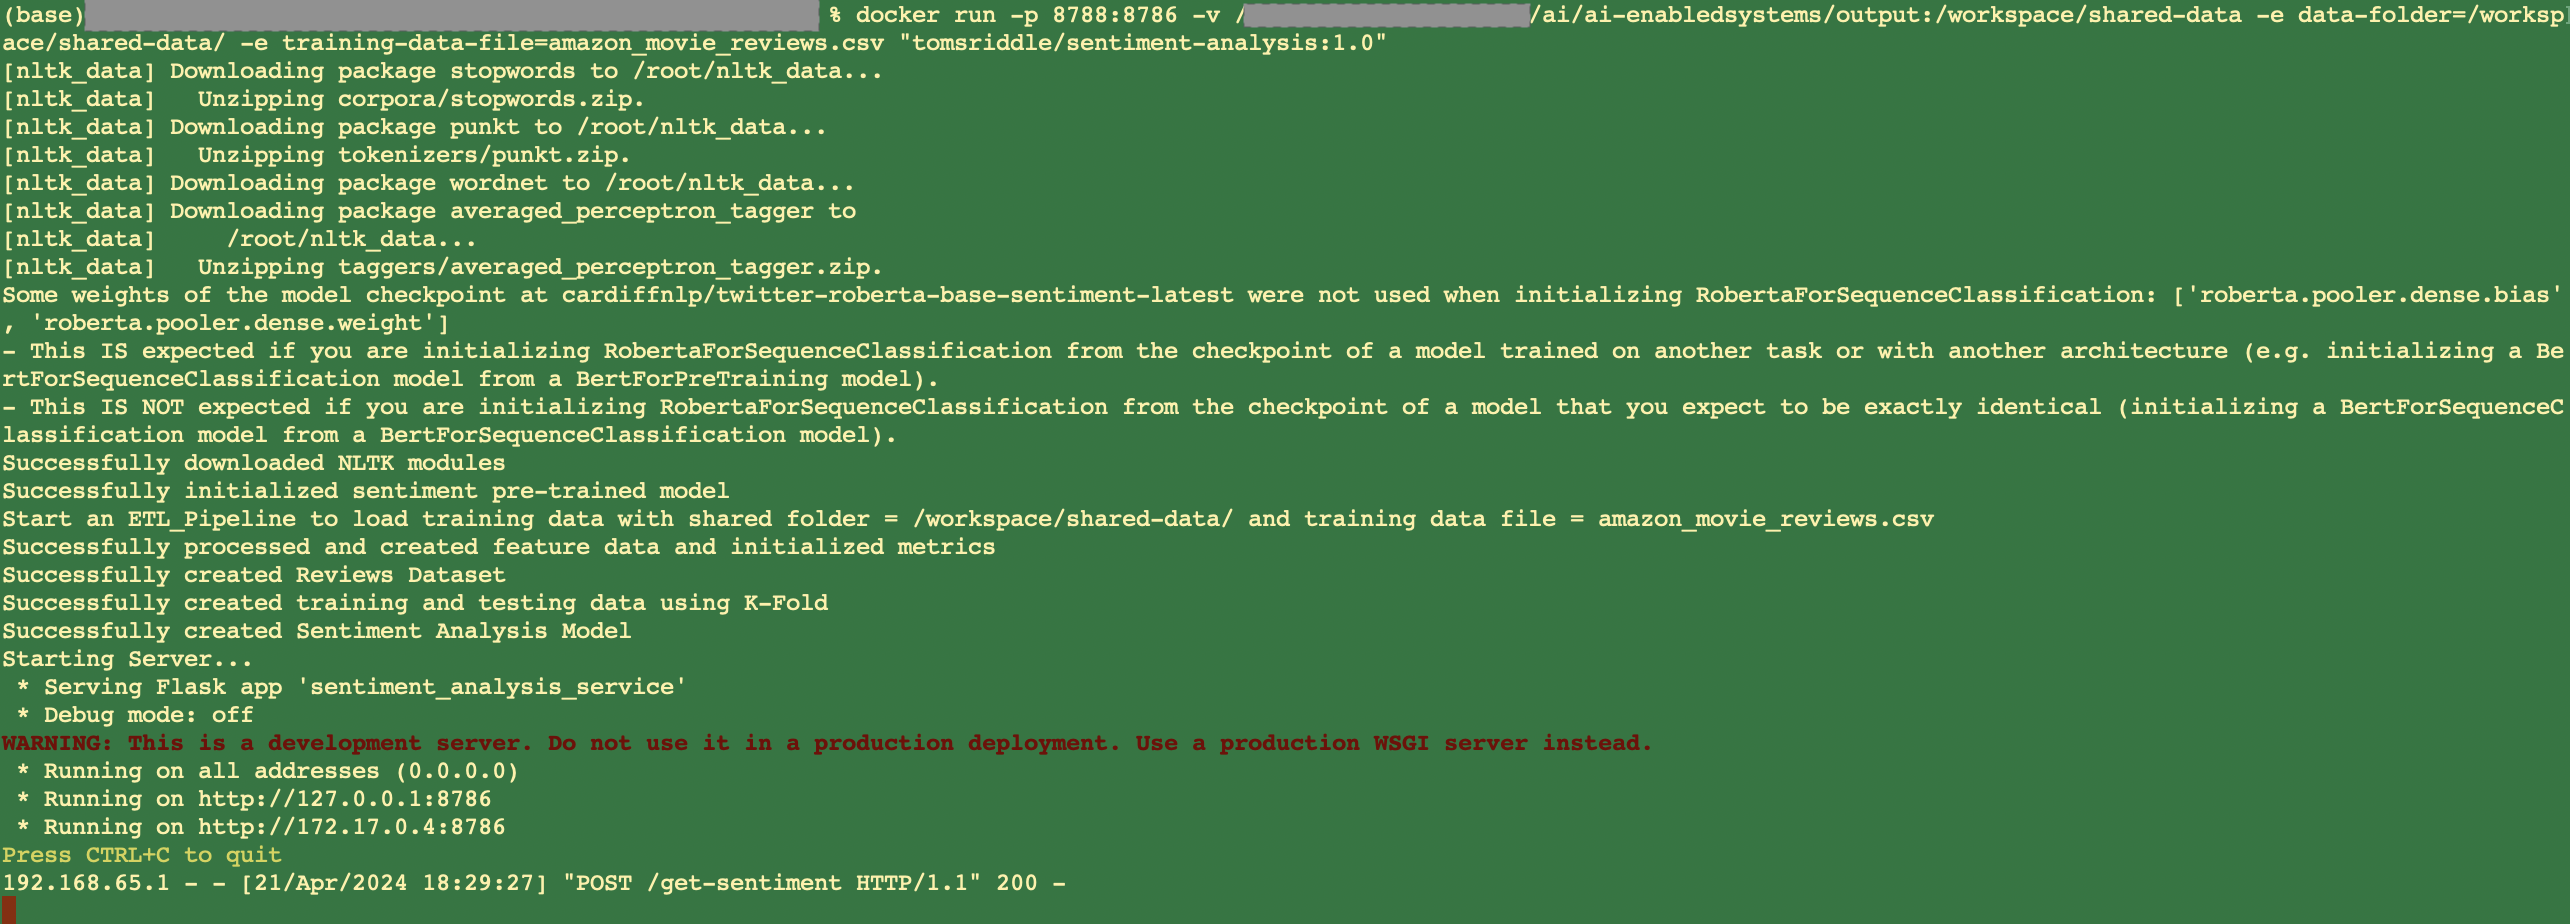 (base) % docker run -p 8788:8786 -v / /ai/ai-enabledsystems/output:/workspace/shared-data -e data-folder=/worksp
ace/shared-data/ -e training-data-file=amazon_movie_reviews.csv "tomsriddle/sentiment-analysis:1.0"
[nltk_data] Downloading package stopwords to /root/nltk_data...
[nltk_data]   Unzipping corpora/stopwords.zip.
[nltk_data] Downloading package punkt to /root/nltk_data...
[nltk_data]   Unzipping tokenizers/punkt.zip.
[nltk_data] Downloading package wordnet to /root/nltk_data...
[nltk_data] Downloading package averaged_perceptron_tagger to
[nltk_data]     /root/nltk_data...
[nltk_data]   Unzipping taggers/averaged_perceptron_tagger.zip.
Some weights of the model checkpoint at cardiffnlp/twitter-roberta-base-sentiment-latest were not used when initializing RobertaForSequenceClassification: ['roberta.pooler.dense.bias'
, 'roberta.pooler.dense.weight']
- This IS expected if you are initializing RobertaForSequenceClassification from the checkpoint of a model trained on another task or with another architecture (e.g. initializing a Be
rtForSequenceClassification model from a BertForPreTraining model).
- This IS NOT expected if you are initializing RobertaForSequenceClassification from the checkpoint of a model that you expect to be exactly identical (initializing a BertForSequenceC
lassification model from a BertForSequenceClassification model).
Successfully downloaded NLTK modules
Successfully initialized sentiment pre-trained model
Start an ETL_Pipeline to load training data with shared folder = /workspace/shared-data/ and training data file = amazon_movie_reviews.csv
Successfully processed and created feature data and initialized metrics
Successfully created Reviews Dataset
Successfully created training and testing data using K-Fold
Successfully created Sentiment Analysis Model
Starting Server...
 * Serving Flask app 'sentiment_analysis_service'
 * Debug mode: off
WARNING: This is a development server. Do not use it in a production deployment. Use a production WSGI server instead.
 * Running on all addresses (0.0.0.0)
 * Running on http://127.0.0.1:8786
 * Running on http://172.17.0.4:8786
Press CTRL+C to quit
192.168.65.1 - - [21/Apr/2024 18:29:27] "POST /get-sentiment HTTP/1.1" 200 -